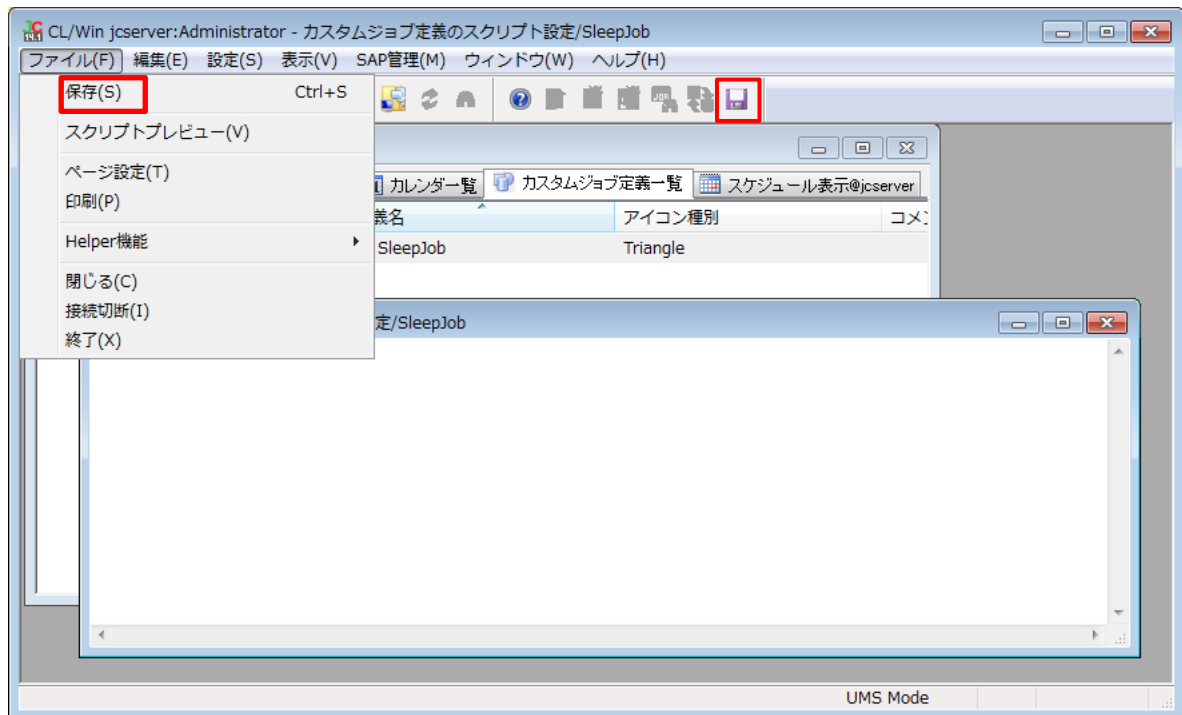 CL/Win jcserver:Administrator - カスタムジョブ定義のスクリプト設定/SleepJob
ファイル(F) 編集(E) 設定(S) 表示(V) SAP管理(M) ウィンドウ(W) ヘルプ(H)
保存(S) Ctrl+S
スクリプトプレビュー(V)
ページ設定(T)
印刷(P)
Helper機能
閉じる(C)
接続切断(I)
終了(X)
カレンダ一覧 カスタムジョブ定義一覧 スケジュール表示@jcserver
義名 アイコン種別 コメ
SleepJob Triangle
定/SleepJob
UMS Mode